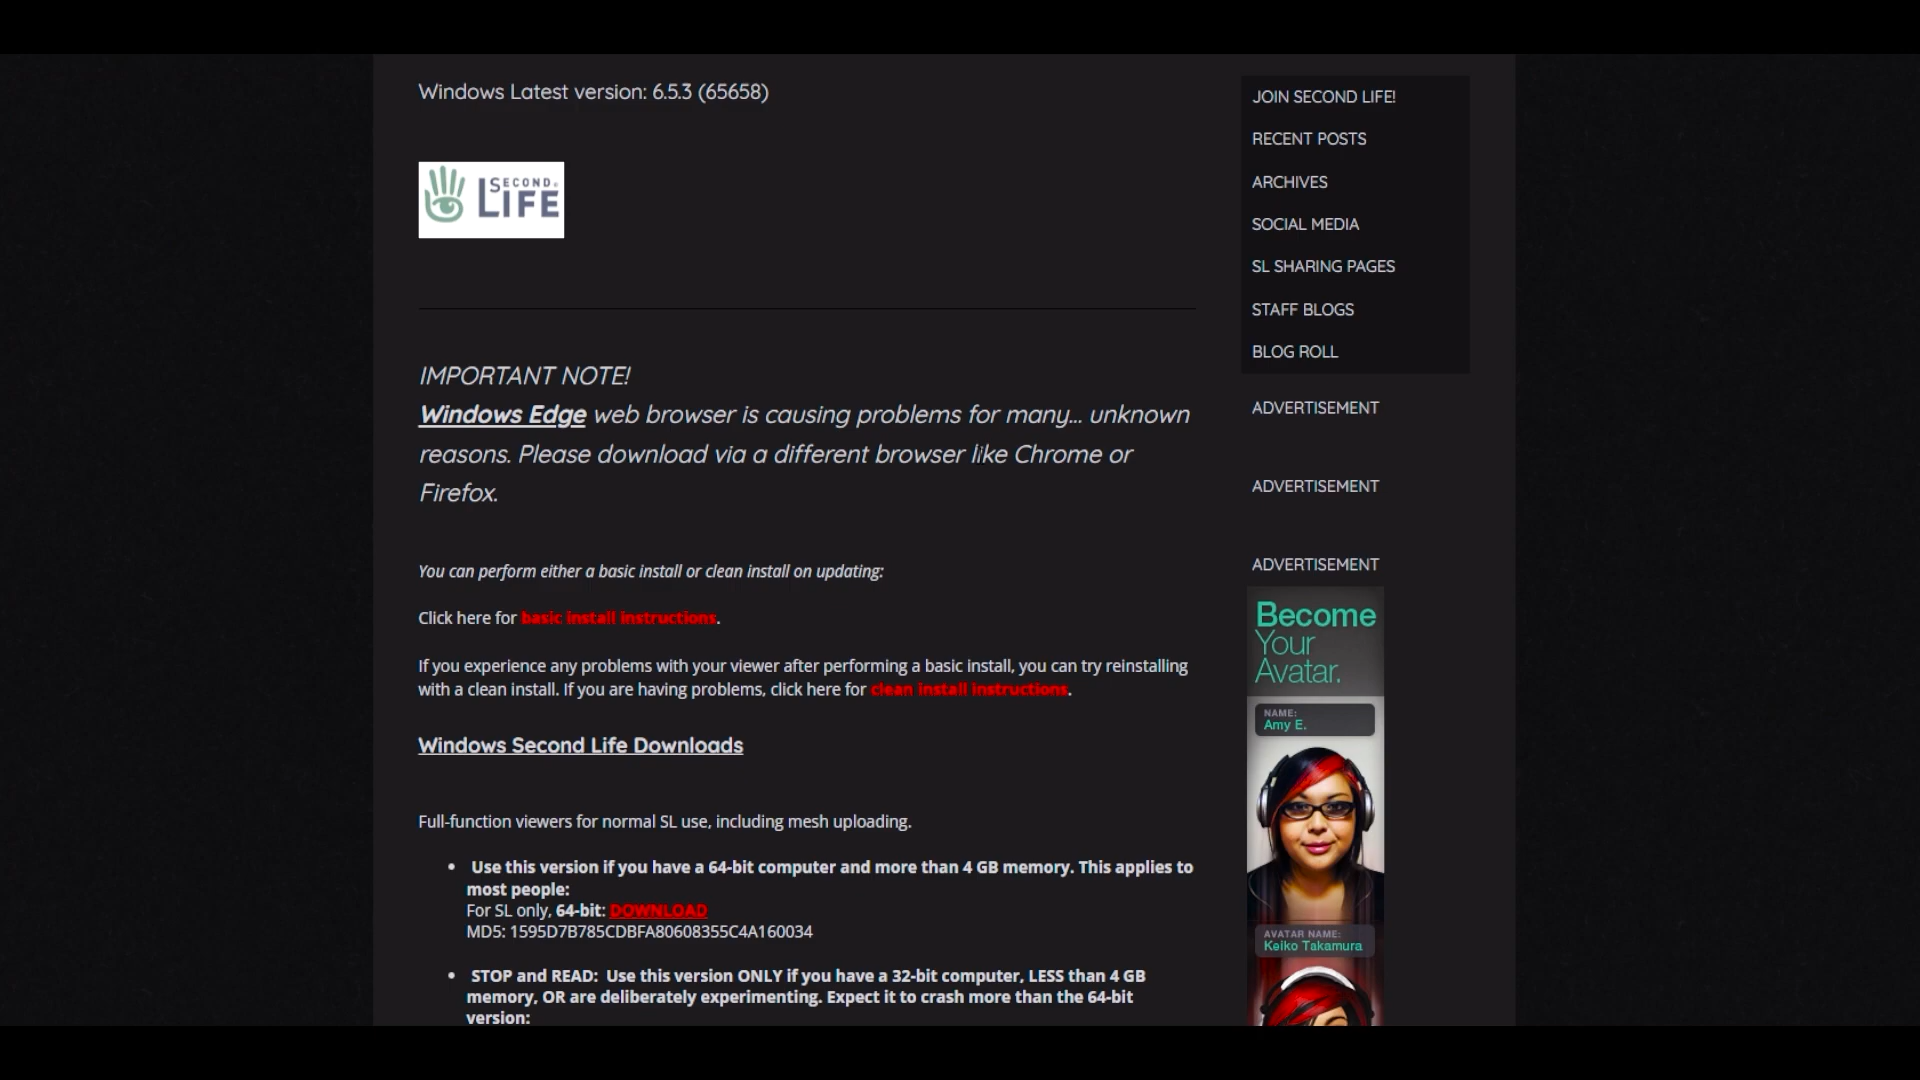 Windows Latest version: 6.5.3 (65658)
SECOND
LIFE
IMPORTANT NOTE!
Windows Edge web browser is causing problems for many... unknown
reasons. Please download via a different browser like Chrome or
Firefox.
You can perform either a basic install or clean install on updating:
Click here for basic install instructions.
If you experience any problems with your viewer after performing a basic install, you can try reinstalling
with a clean install. If you are having problems, click here for clean install instructions.
Windows Second Life Downloads
Full-function viewers for normal SL use, including mesh uploading.
• Use this version if you have a 64-bit computer and more than 4 GB memory. This applies to
most people:
For SL only, 64-bit: DOWNLOAD
MD5: 1595D7B785CDBFA80608355C4A160034
• STOP and READ: Use this version ONLY if you have a 32-bit computer, LESS than 4 GB
memory, OR are deliberately experimenting. Expect it to crash more than the 64-bit
version:
JOIN SECOND LIFE!
RECENT POSTS
ARCHIVES
SOCIAL MEDIA
SL SHARING PAGES
STAFF BLOGS
BLOG ROLL
ADVERTISEMENT
ADVERTISEMENT
ADVERTISEMENT
Become
Your
Avatar.
NAME:
Amy E.
AVATAR NAME:
Keiko Takamura